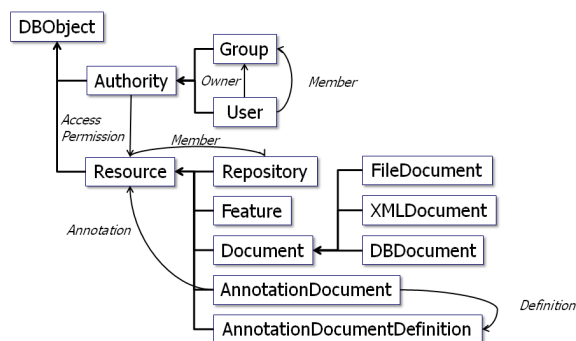 DBObject
Group
Authority
Owner
Member
User
Access
Permission
Member
Resource
Repository
FileDocument
Feature
XMLDocument
Annotation
Document
DBDocument
AnnotationDocument
Definition
AnnotationDocumentDefinition